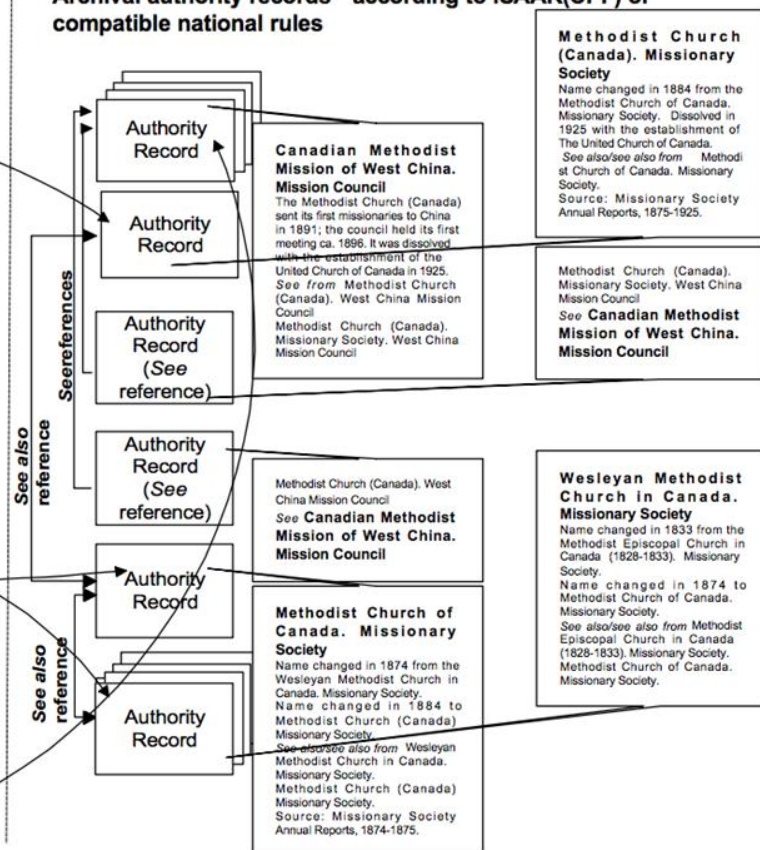 compatible national rules
Authority
Record
Authority
Record
Authority
Record
(See
reference)
Authority
Record
(See
reference)
Authority
Record
Authority
Record
Seereferences
See also
reference
See also
reference
Canadian Methodist
Mission of West China.
Mission Council
The Methodist Church (Canada)
sent its first missionaries to China
in 1891; the council held its first
meeting ca. 1896. It was dissolved
with the establishment of the
United Church of Canada in 1925.
See from Methodist Church
(Canada). West China Mission
Council
Methodist Church (Canada).
Missionary Society. West China
Mission Council
Methodist Church (Canada). West
China Mission Council
See Canadian Methodist
Mission of West China.
Mission Council
Methodist Church of
Canada. Missionary
Society
Name changed in 1874 from the
Wesleyan Methodist Church in
Canada. Missionary Society.
Name changed in 1884 to
Methodist Church (Canada)
Missionary Society.
See also/see also from Wesleyan
Methodist Church in Canada.
Missionary Society.
Methodist Church (Canada)
Missionary Society.
Source: Missionary Society
Annual Reports, 1874-1875.
Methodist Church
(Canada). Missionary
Society
Name changed in 1884 from the
Methodist Church of Canada.
Missionary Society. Dissolved in
1925 with the establishment of
The United Church of Canada.
See also/see also from Methodi
st Church of Canada. Missionary
Society.
Source: Missionary Society
Annual Reports, 1875-1925.
Methodist Church (Canada).
Missionary Society. West China
Mission Council
See Canadian Methodist
Mission of West China.
Mission Council
Wesleyan Methodist
Church in Canada.
Missionary Society
Name changed in 1833 from the
Methodist Episcopal Church in
Canada (1828-1833). Missionary
Society.
Name changed in 1874 to
Methodist Church of Canada.
Missionary Society.
See also/see also from Methodist
Episcopal Church in Canada
(1828-1833). Missionary Society.
Methodist Church of Canada.
Missionary Society.